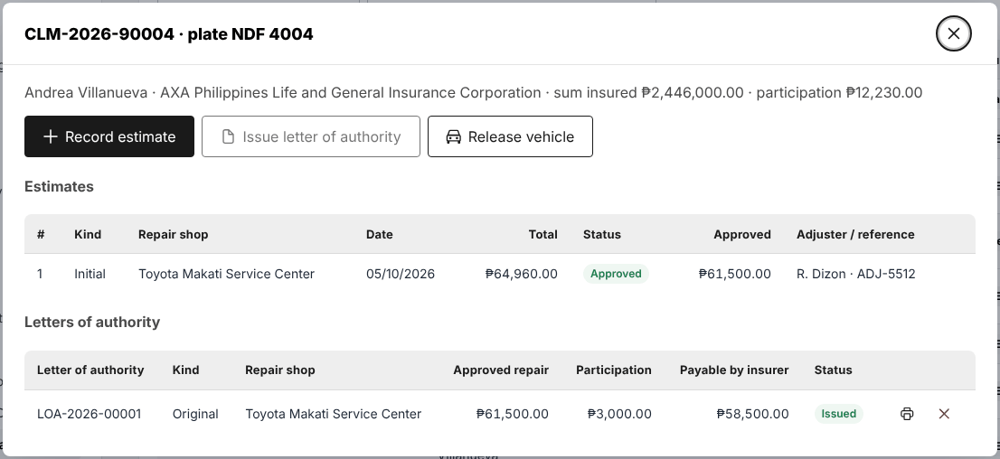 CLM-2026-90004 · plate NDF 4004
Andrea Villanueva · AXA Philippines Life and General Insurance Corporation · sum insured ₱2,446,000.00 · participation ₱12,230.00
Record estimate Issue letter of authority Release vehicle
Estimates
# Kind Repair shop Date Total Status Approved Adjuster / reference
1 Initial Toyota Makati Service Center 05/10/2026 ₱64,960.00 Approved ₱61,500.00 R. Dizon · ADJ-5512
Letters of authority
Letter of authority Kind Repair shop Approved repair Participation Payable by insurer Status
LOA-2026-00001 Original Toyota Makati Service Center ₱61,500.00 ₱3,000.00 ₱58,500.00 Issued